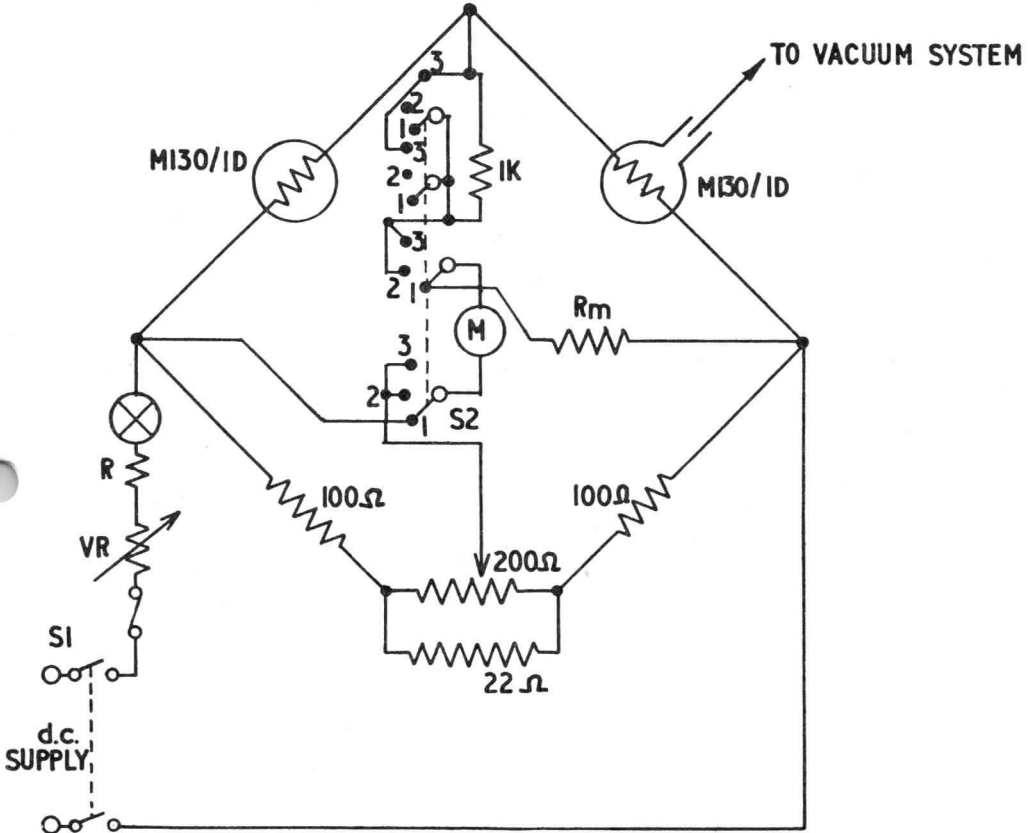 TO VACUUM SYSTEM
3
2
1
3
2
1
M130/1D
1K
M130/1D
3
2
1
M
Rm
3
2
1
S2
R
100Ω
100Ω
VR
200Ω
S1
22Ω
d.c.
SUPPLY